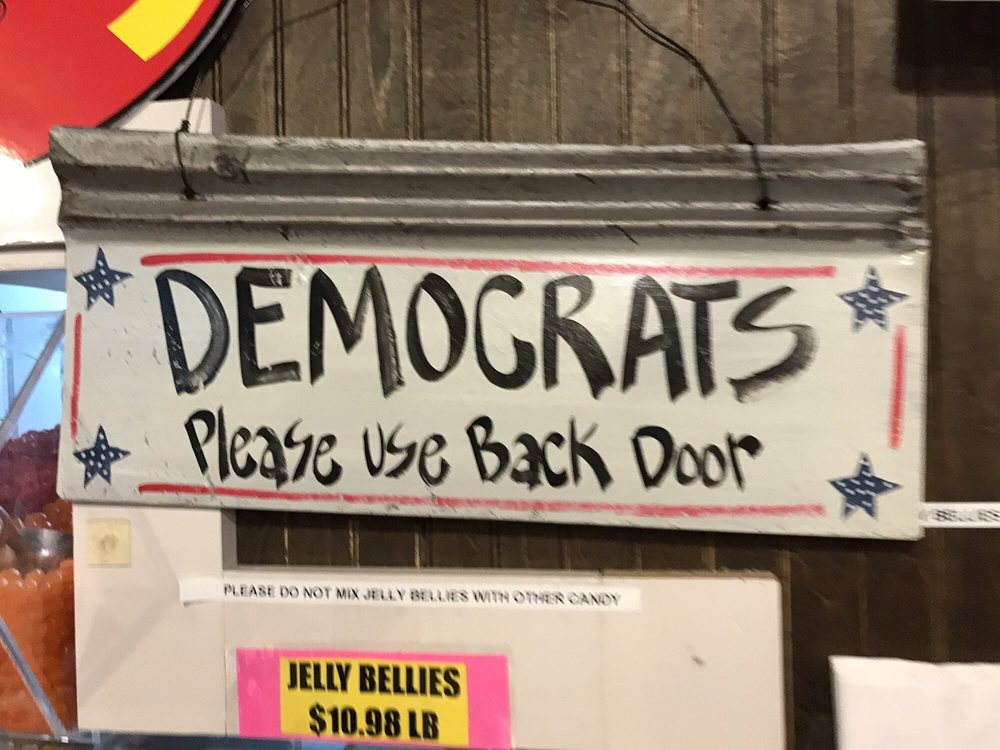 DEMOCRATS
Please use Back Door
BELLIES
PLEASE DO NOT MIX JELLY BELLIES WITH OTHER CANDY
JELLY BELLIES
$10.98 LB